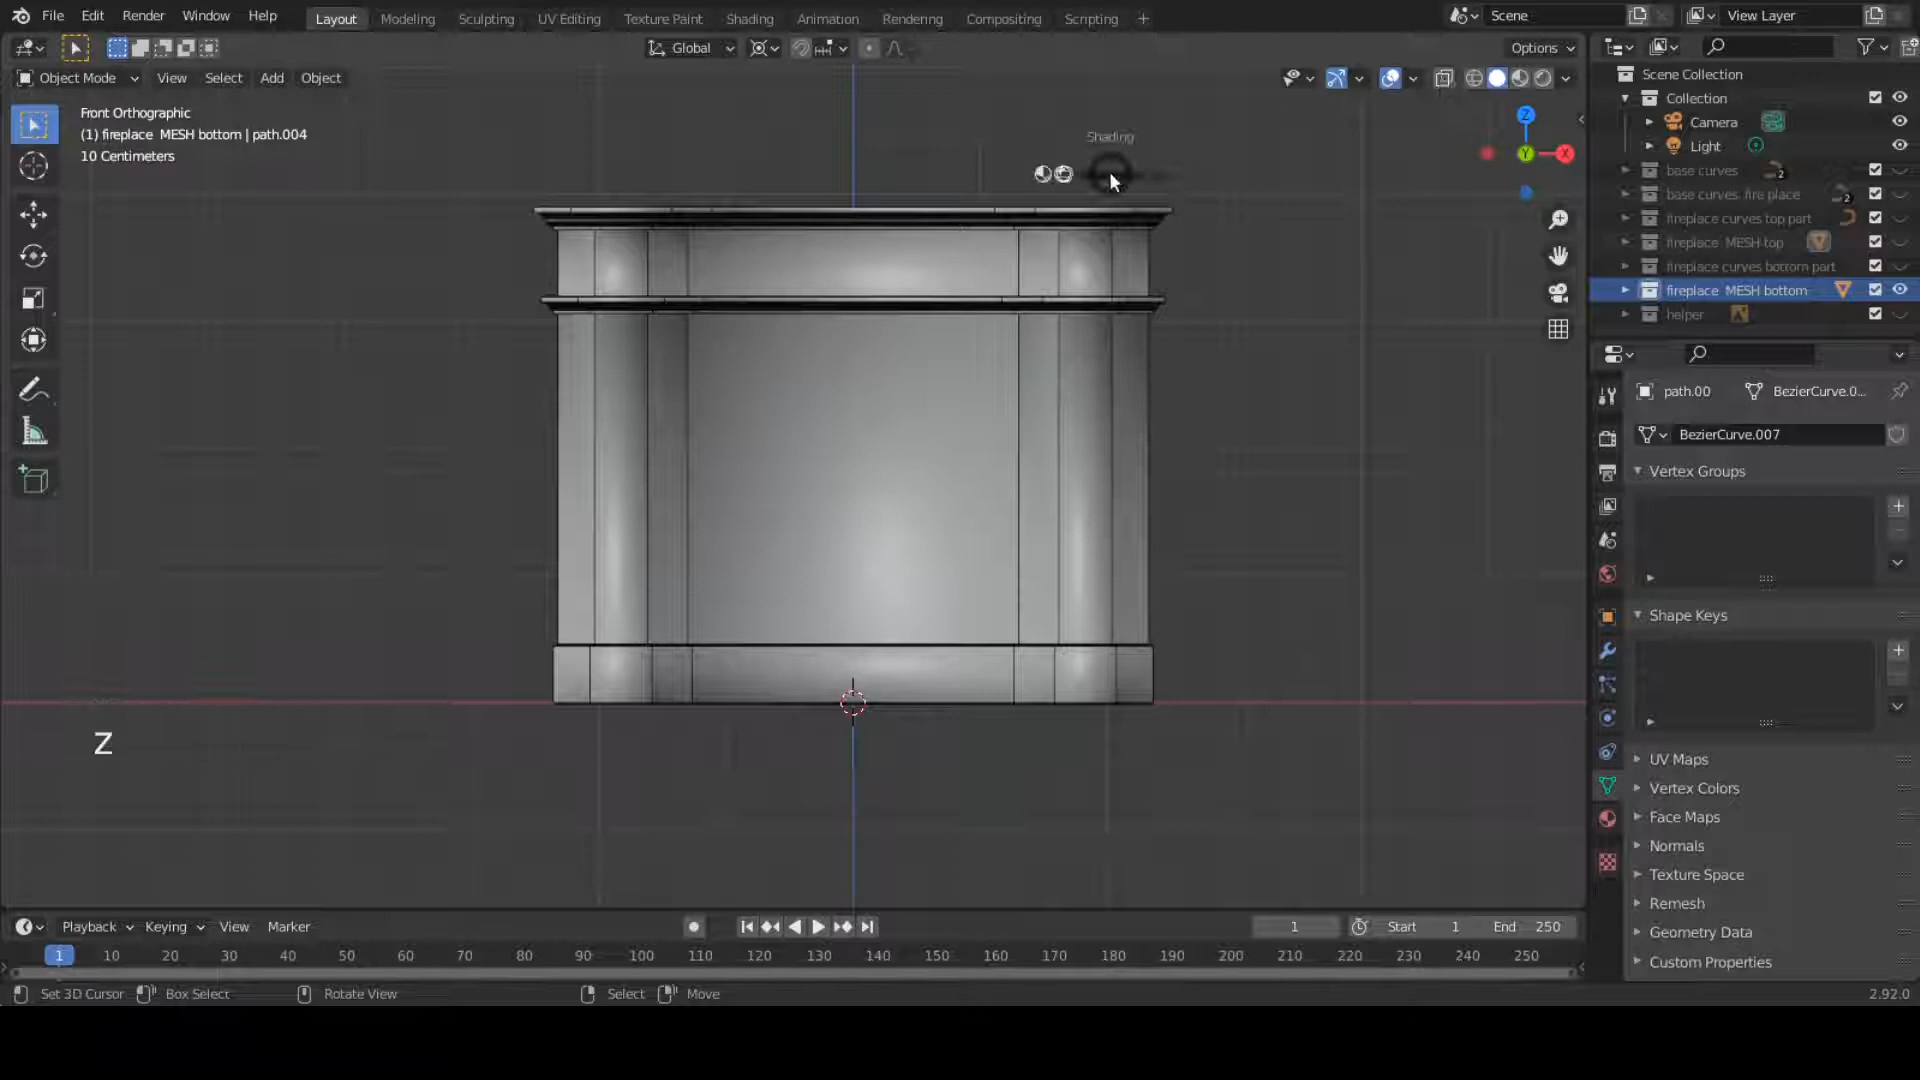 File Edit Render Window Help
Layout Modeling Sculpting UV Editing Texture Paint Shading Animation Rendering Compositing Scripting +
Scene
View Layer
Global
Options
Object Mode View Select Add Object
Front Orthographic
(1) fireplace MESH bottom | path.004
10 Centimeters
Shading
Z
X
Y
Scene Collection
Collection
Camera
Light
base curves
2
base curves fire place
2
fireplace curves top part
fireplace MESH top
fireplace curves bottom part
fireplace MESH bottom
helper
path.00
BezierCurve.0...
BezierCurve.007
Vertex Groups
Shape Keys
UV Maps
Vertex Colors
Face Maps
Normals
Texture Space
Remesh
Geometry Data
Custom Properties
Z
Playback Keying View Marker
1 Start 1 End 250
1 10 20 30 40 50 60 70 80 90 100 110 120 130 140 150 160 170 180 190 200 210 220 230 240 250
Set 3D Cursor Box Select Rotate View Select Move
2.92.0